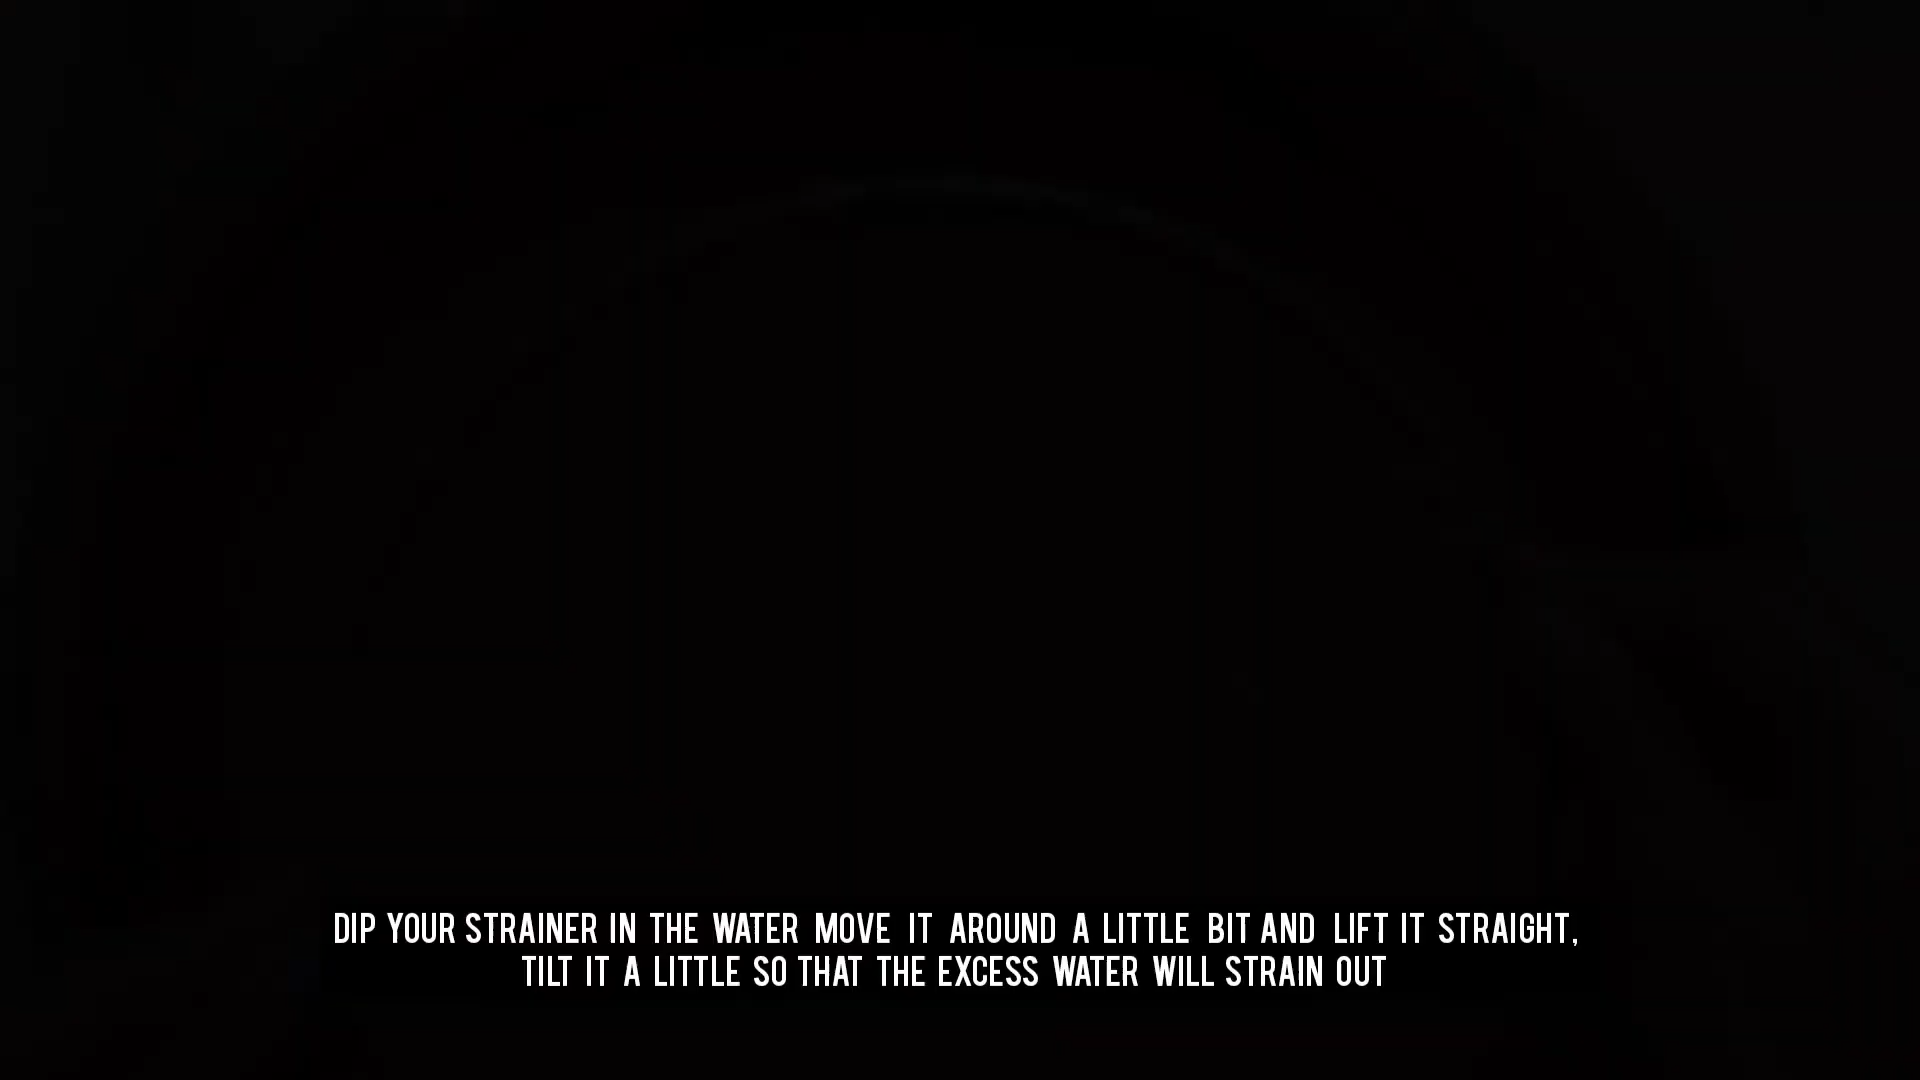 DIP YOUR STRAINER IN THE WATER MOVE IT AROUND A LITTLE BIT AND LIFT IT STRAIGHT,
TILT IT A LITTLE SO THAT THE EXCESS WATER WILL STRAIN OUT